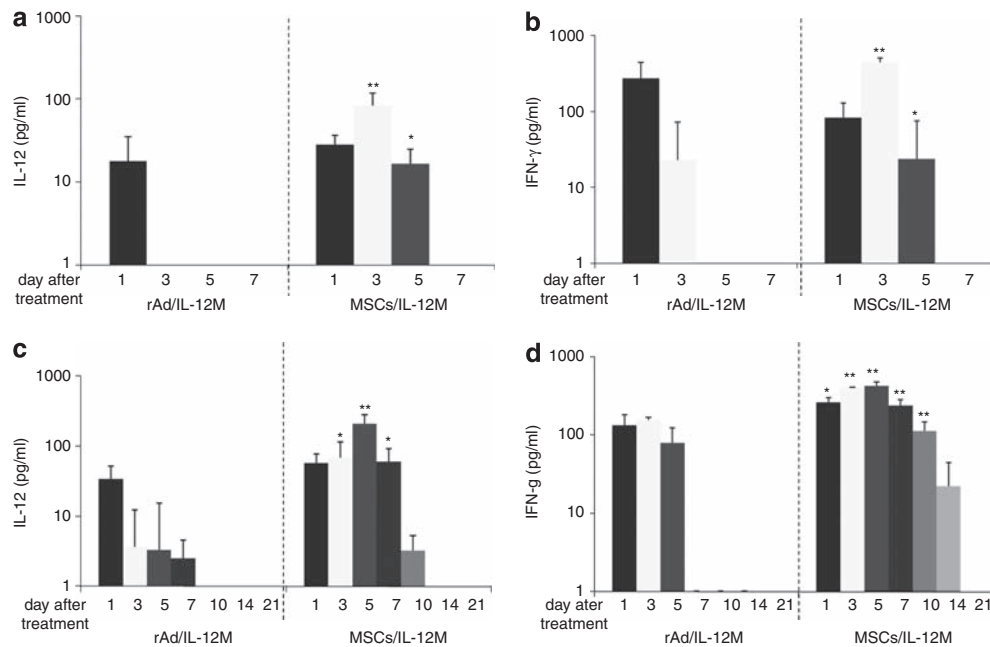 a
1000
100
10
1
IL-12 (pg/ml)
**
*
day after
treatment
1 3 5 7 1 3 5 7
rAd/IL-12M MSCs/IL-12M
b
1000
100
10
1
IFN-γ (pg/ml)
**
*
day after
treatment
1 3 5 7 1 3 5 7
rAd/IL-12M MSCs/IL-12M
c
1000
100
10
1
IL-12 (pg/ml)
* ** *
day after
treatment
1 3 5 7 10 14 21 1 3 5 7 10 14 21
rAd/IL-12M MSCs/IL-12M
d
1000
100
10
1
IFN-g (pg/ml)
* ** ** ** **
day ater
treatment
1 3 5 7 10 14 21 1 3 5 7 10 14 21
rAd/IL-12M MSCs/IL-12M